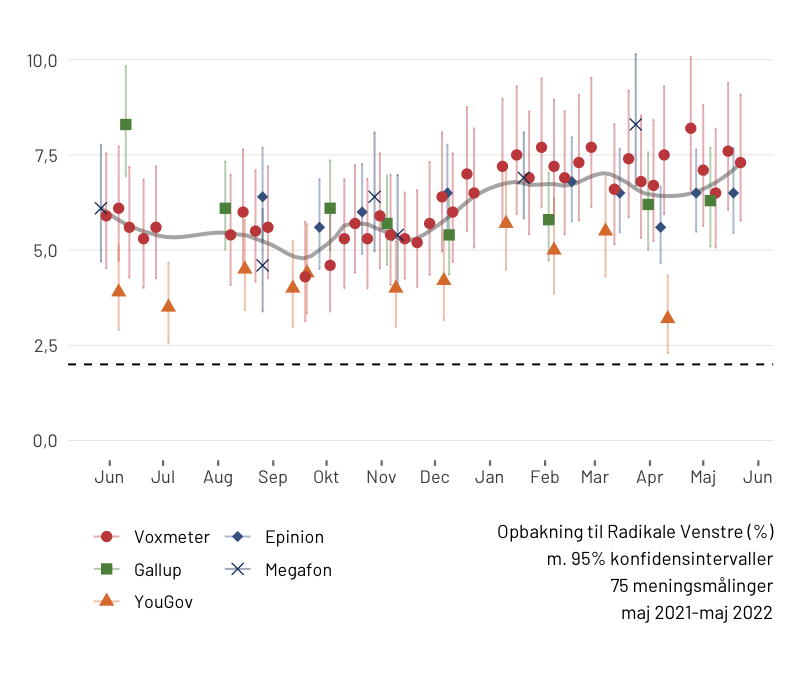 10,0
7,5
5,0
2,5
0,0
Jun Jul Aug Sep Okt Nov Dec Jan Feb Mar Apr Maj Jun
Voxmeter Epinion
Gallup Megafon
YouGov
Opbakning til Radikale Venstre (%)
m. 95% konfidensintervaller
75 meningsmålinger
maj 2021-maj 2022